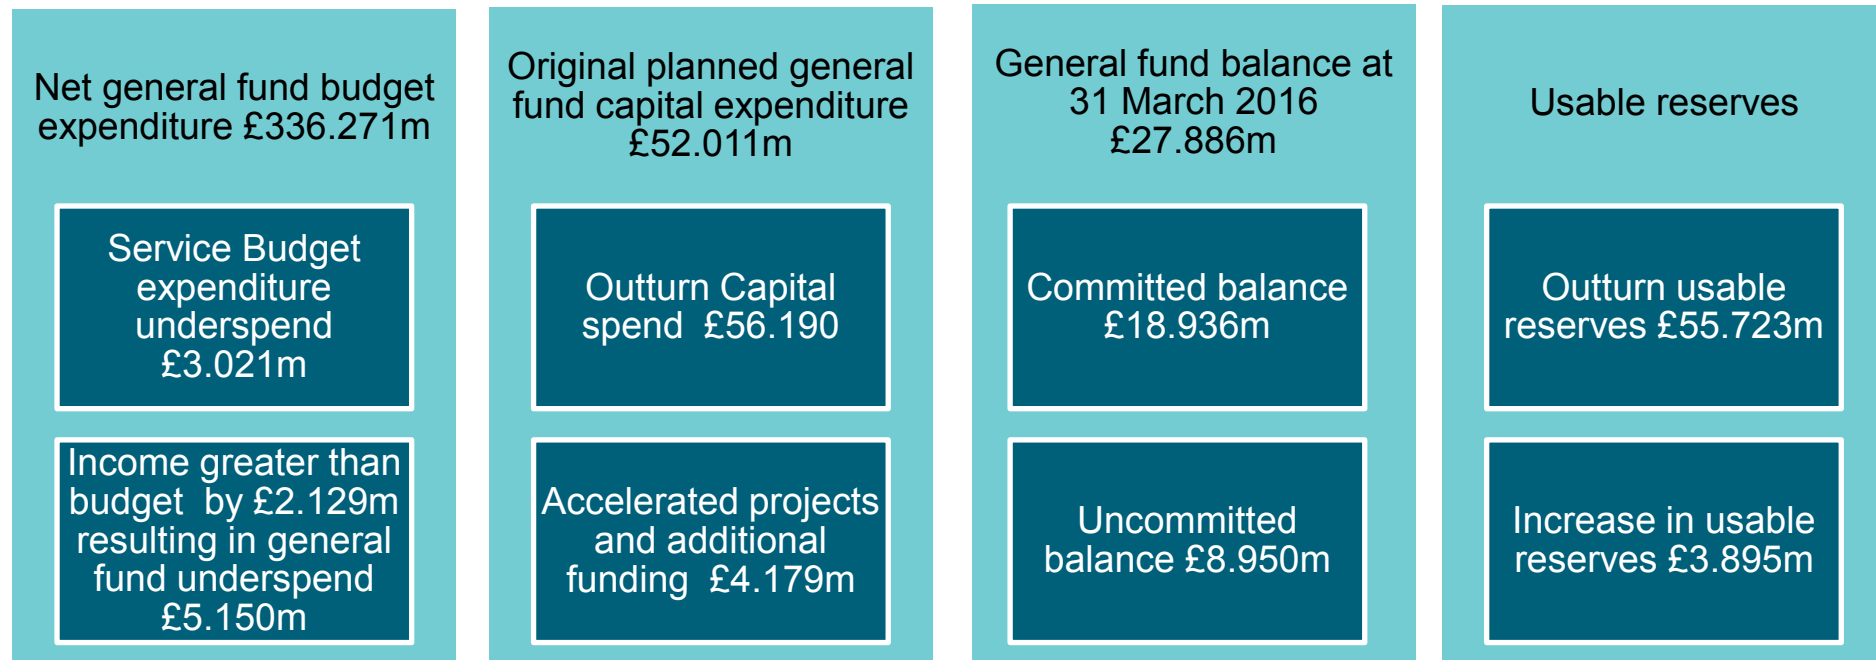 Net general fund budget
expenditure £336.271m
Service Budget
expenditure
underspend
£3.021m
Income greater than
budget  by £2.129m
resulting in general
fund underspend
£5.150m
Original planned general
fund capital expenditure
£52.011m
Outturn Capital
spend  £56.190
Accelerated projects
and additional
funding  £4.179m
General fund balance at
31 March 2016
£27.886m
Committed balance
£18.936m
Uncommitted
balance £8.950m
Usable reserves
Outturn usable
reserves £55.723m
Increase in usable
reserves £3.895m